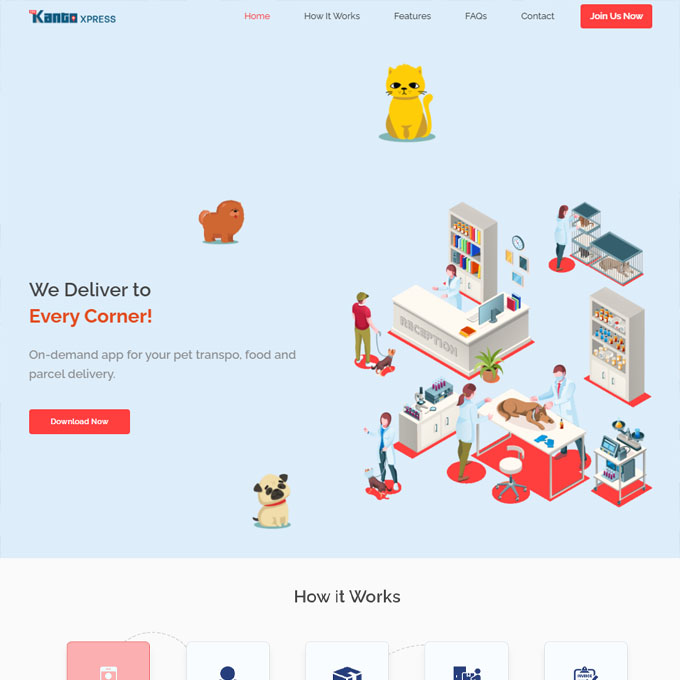 Kanto XPRESS
Home How It Works Features FAQs Contact Join Us Now
RECEPTION
We Deliver to
Every Corner!
On-demand app for your pet transpo, food and
parcel delivery.
Download Now
How it Works
INVOICE